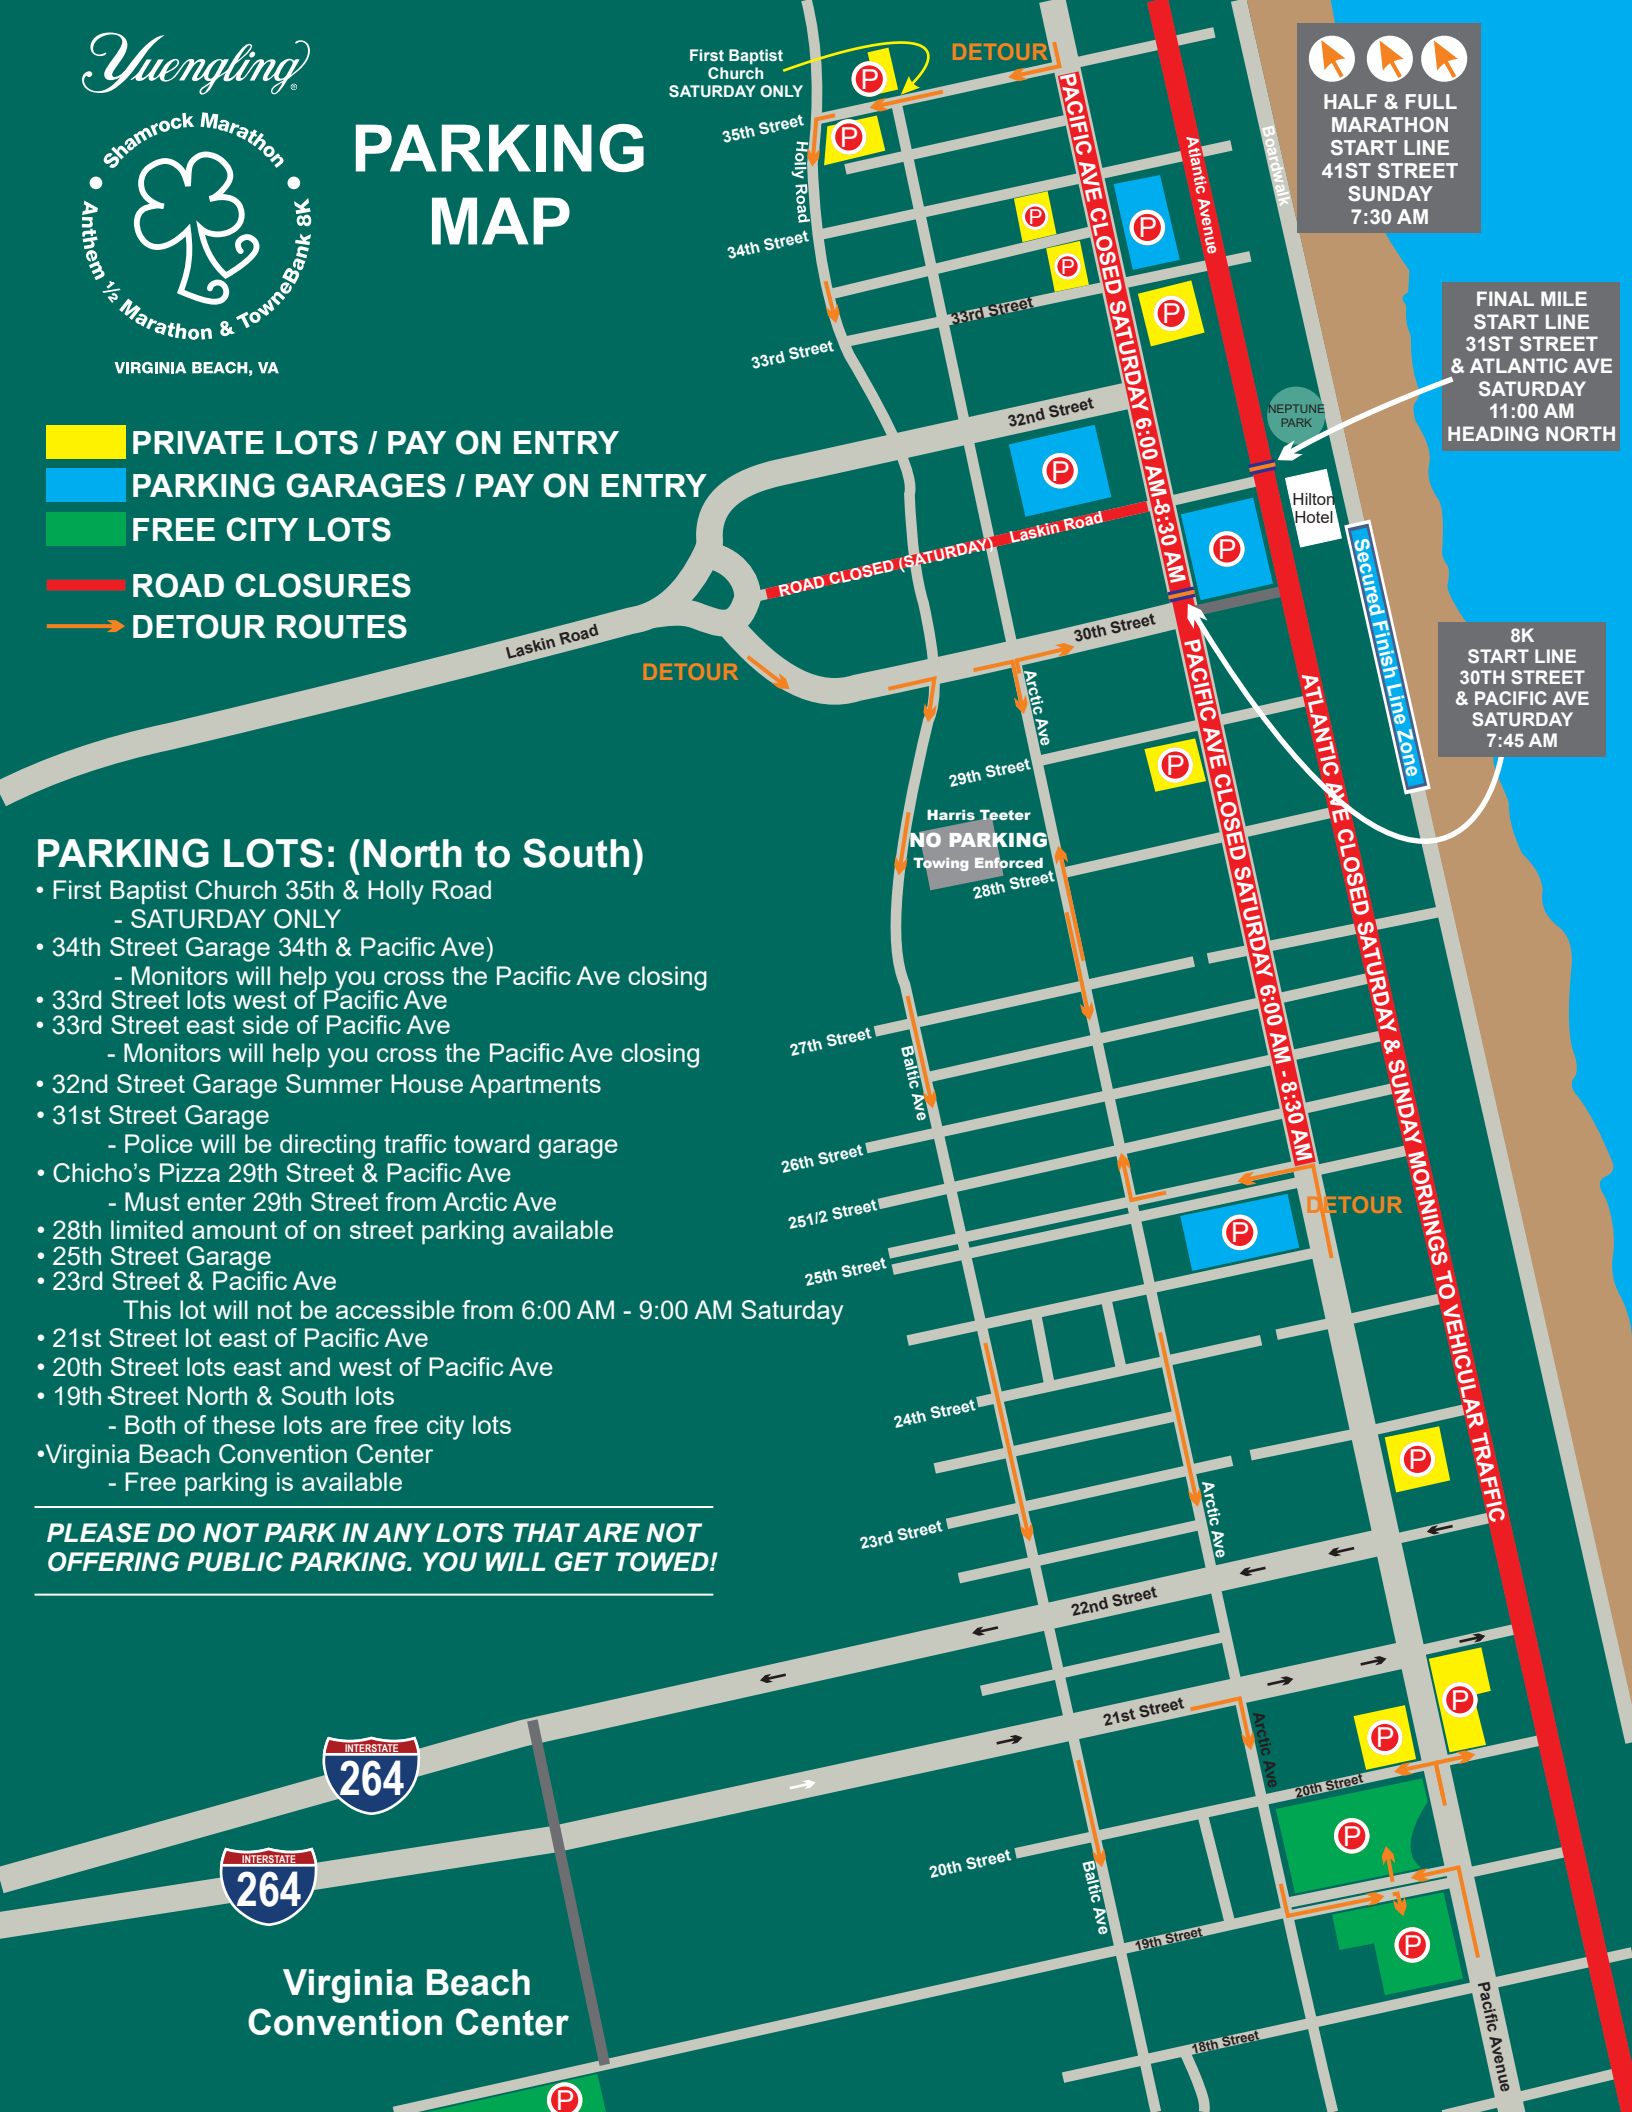 Yuengling®
Shamrock Marathon
Anthem ½ Marathon & TowneBank 8K
VIRGINIA BEACH, VA
PARKING
MAP
First Baptist
Church
SATURDAY ONLY
DETOUR
P
P
35th Street
Holly Road
34th Street
33rd Street
33rd Street
P
P
P
P
PACIFIC AVE CLOSED SATURDAY 6:00 AM-8:30 AM
Atlantic Avenue
Boardwalk
HALF & FULL
MARATHON
START LINE
41ST STREET
SUNDAY
7:30 AM
FINAL MILE
START LINE
31ST STREET
& ATLANTIC AVE
SATURDAY
11:00 AM
HEADING NORTH
NEPTUNE
PARK
Hilton
Hotel
Secured Finish Line Zone
8K
START LINE
30TH STREET
& PACIFIC AVE
SATURDAY
7:45 AM
PRIVATE LOTS / PAY ON ENTRY
PARKING GARAGES / PAY ON ENTRY
FREE CITY LOTS
ROAD CLOSURES
DETOUR ROUTES
32nd Street
P
P
ROAD CLOSED (SATURDAY)
Laskin Road
Laskin Road
DETOUR
30th Street
Arctic Ave
29th Street
P
Harris Teeter
NO PARKING
Towing Enforced
28th Street
PACIFIC AVE CLOSED SATURDAY 6:00 AM - 8:30 AM
ATLANTIC AVE CLOSED SATURDAY & SUNDAY MORNINGS TO VEHICULAR TRAFFIC
27th Street
Baltic Ave
26th Street
251/2 Street
25th Street
P
DETOUR
24th Street
P
Arctic Ave
23rd Street
22nd Street
21st Street
P
P
Arctic Ave
20th Street
20th Street
P
Baltic Ave
19th Street
P
Pacific Avenue
18th Street
PARKING LOTS: (North to South)
• First Baptist Church 35th & Holly Road
- SATURDAY ONLY
• 34th Street Garage 34th & Pacific Ave)
- Monitors will help you cross the Pacific Ave closing
• 33rd Street lots west of Pacific Ave
• 33rd Street east side of Pacific Ave
- Monitors will help you cross the Pacific Ave closing
• 32nd Street Garage Summer House Apartments
• 31st Street Garage
- Police will be directing traffic toward garage
• Chicho’s Pizza 29th Street & Pacific Ave
- Must enter 29th Street from Arctic Ave
• 28th limited amount of on street parking available
• 25th Street Garage
• 23rd Street & Pacific Ave
This lot will not be accessible from 6:00 AM - 9:00 AM Saturday
• 21st Street lot east of Pacific Ave
• 20th Street lots east and west of Pacific Ave
• 19th -Street North & South lots
- Both of these lots are free city lots
•Virginia Beach Convention Center
- Free parking is available
PLEASE DO NOT PARK IN ANY LOTS THAT ARE NOT
OFFERING PUBLIC PARKING. YOU WILL GET TOWED!
INTERSTATE
264
INTERSTATE
264
Virginia Beach
Convention Center
P